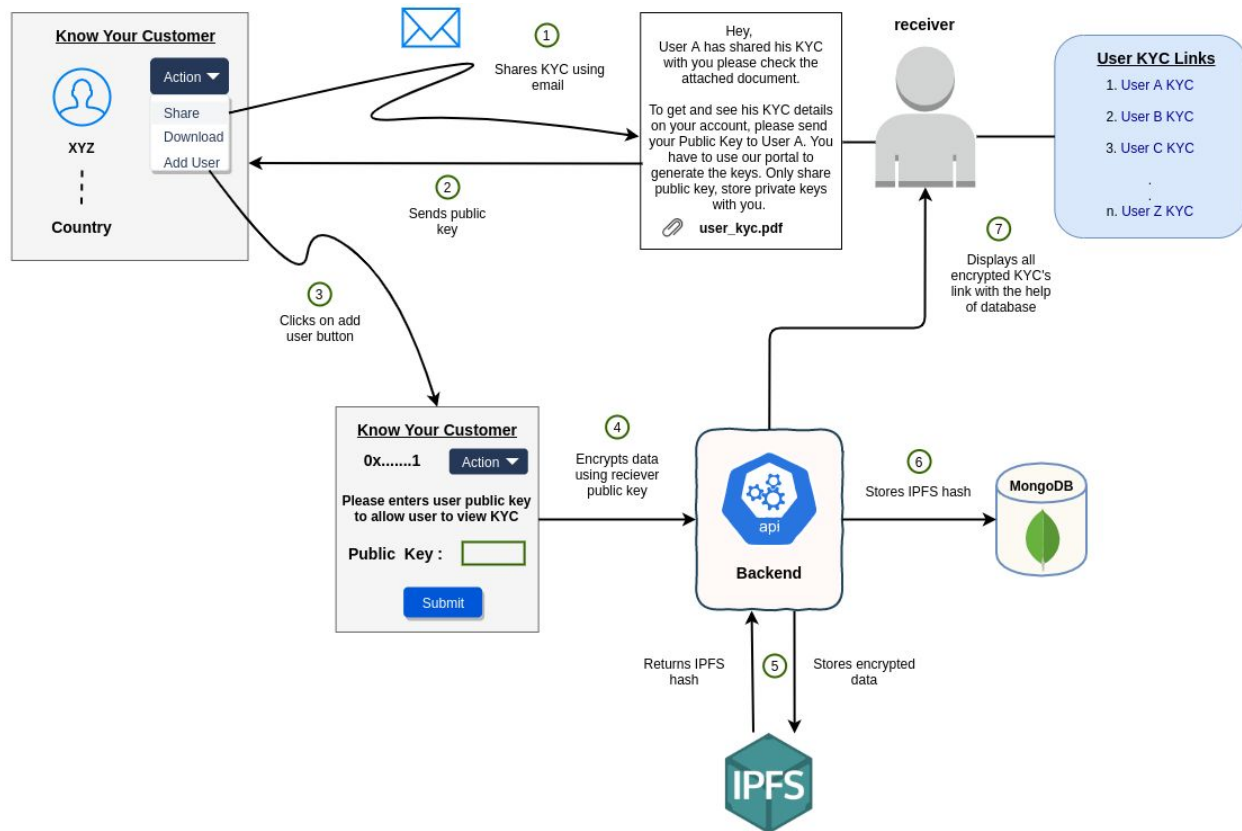 Know Your Customer
Action
Share
Download
Add User
XYZ
Country
1
Shares KYC using
email
2
Sends public
key
Hey,
User A has shared his KYC
with you please check the
attached document.
To get and see his KYC details
on your account, please send
your Public Key to User A. You
have to use our portal to
generate the keys. Only share
public key, store private keys
with you.
user_kyc.pdf
receiver
User KYC Links
1. User A KYC
2. User B KYC
3. User C KYC
.
.
n. User Z KYC
7
Displays all
encrypted KYC's
link with the help
of database
3
Clicks on add
user button
Know Your Customer
0x.......1
Action
Please enters user public key
to allow user to view KYC
Public Key :
Submit
4
Encrypts data
using reciever
public key
api
Backend
6
Stores IPFS hash
MongoDB
Returns IPFS
hash
5
Stores encrypted
data
IPFS